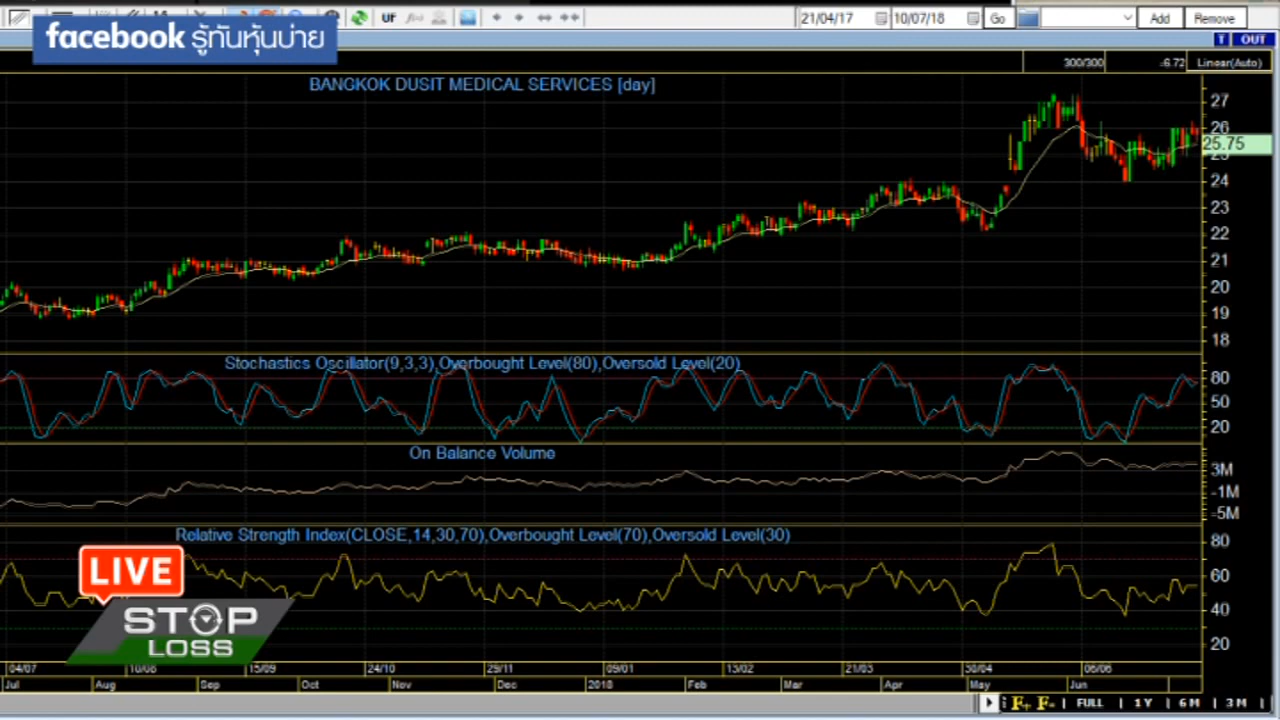 UF
21/04/17
10/07/18
Go
Add
Remove
facebook รู้ทันหุ้นบ่าย
T
OUT
300/300
-6.72
Linear(Auto)
BANGKOK DUSIT MEDICAL SERVICES [day]
27
26
25.75
25
24
23
22
21
20
19
18
Stochastics Oscillator(9,3,3),Overbought Level(80),Oversold Level(20)
80
50
20
On Balance Volume
3M
-1M
-5M
Relative Strength Index(CLOSE,14,30,70),Overbought Level(70),Oversold Level(30)
80
60
40
20
LIVE
STOP
LOSS
04/07 10/08 15/09 24/10 29/11 09/01 13/02 21/03 30/04 06/06
Jul Aug Sep Oct Nov Dec 2018 Feb Mar Apr May Jun
F+ F- | FULL | 1 Y | 6 M | 3 M |